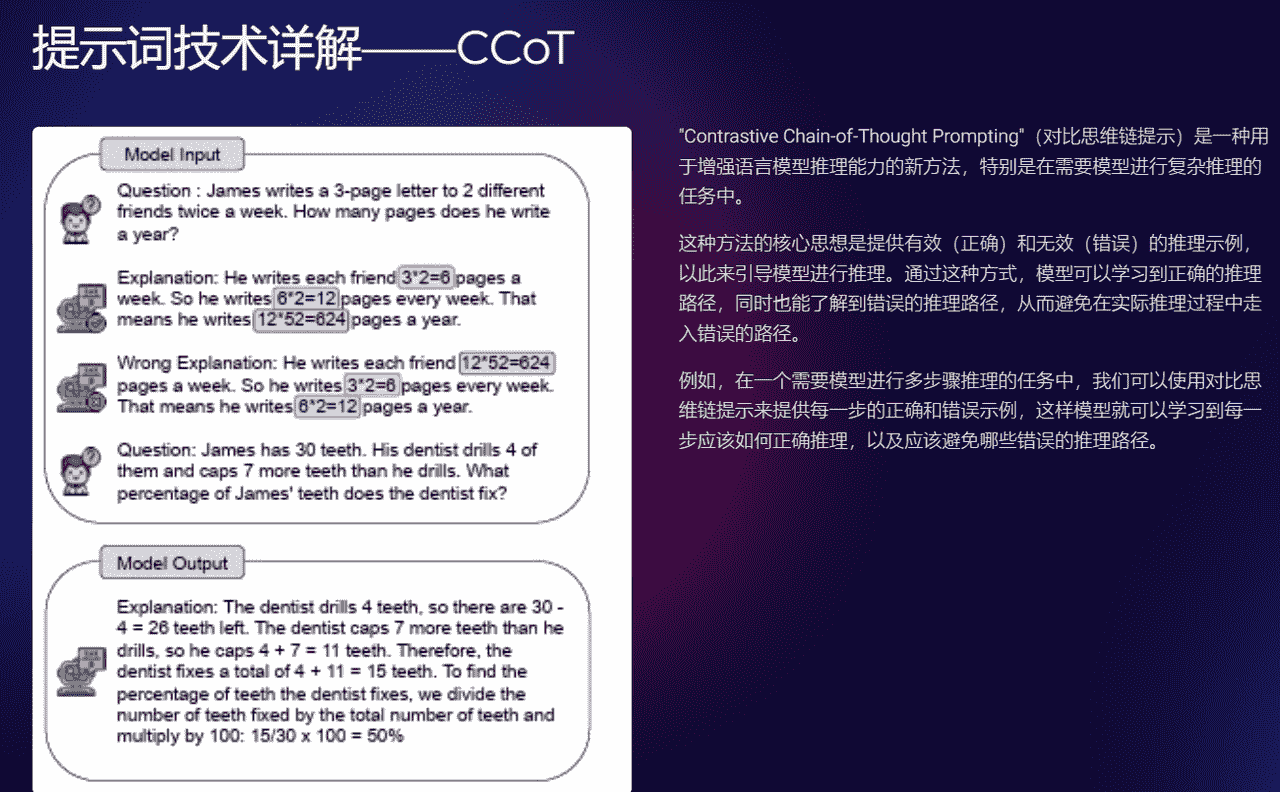 提示词技术详解——CCoT
Model Input
Question : James writes a 3-page letter to 2 different
friends twice a week. How many pages does he write
a year?
Explanation: He writes each friend 3*2=6 pages a
week. So he writes 6*2=12 pages every week. That
means he writes 12*52=624 pages a year.
Wrong Explanation: He writes each friend 12*52=624
pages a week. So he writes 3*2=6 pages every week.
That means he writes 6*2=12 pages a year.
Question: James has 30 teeth. His dentist drills 4 of
them and caps 7 more teeth than he drills. What
percentage of James' teeth does the dentist fix?
Model Output
Explanation: The dentist drills 4 teeth, so there are 30 -
4 = 26 teeth left. The dentist caps 7 more teeth than he
drills, so he caps 4 + 7 = 11 teeth. Therefore, the
dentist fixes a total of 4 + 11 = 15 teeth. To find the
percentage of teeth the dentist fixes, we divide the
number of teeth fixed by the total number of teeth and
multiply by 100: 15/30 x 100 = 50%
"Contrastive Chain-of-Thought Prompting"（对比思维链提示）是一种用
于增强语言模型推理能力的新方法，特别是在需要模型进行复杂推理的
任务中。
这种方法的核心思想是提供有效（正确）和无效（错误）的推理示例，
以此来引导模型进行推理。通过这种方式，模型可以学习到正确的推理
路径，同时也能了解到错误的推理路径，从而避免在实际推理过程中走
入错误的路径。
例如，在一个需要模型进行多步骤推理的任务中，我们可以使用对比思
维链提示来提供每一步的正确和错误示例，这样模型就可以学习到每一
步应该如何正确推理，以及应该避免哪些错误的推理路径。